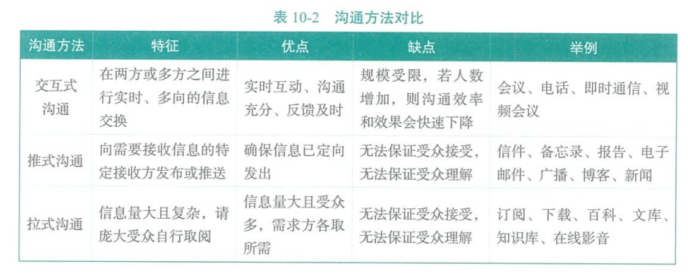 表 10-2 沟通方法对比
沟通方法 特征 优点 缺点 举例
交互式
沟通
在两方或多方之间进
行实时、多向的信息
交换
实时互动、沟通
充分、反馈及时
规模受限，若人数
增加，则沟通效率
和效果会快速下降
会议、电话、即时通信、视
频会议
推式沟通
向需要接收信息的特
定接收方发布或推送
确保信息已定向
发出
无法保证受众接受，
无法保证受众理解
信件、备忘录、报告、电子
邮件、广播、博客、新闻
拉式沟通
信息量大且复杂，请
庞大受众自行取阅
信息量大且受众
多，需求方各取
所需
无法保证受众接受，
无法保证受众理解
订阅、下载、百科、文库、
知识库、在线影音